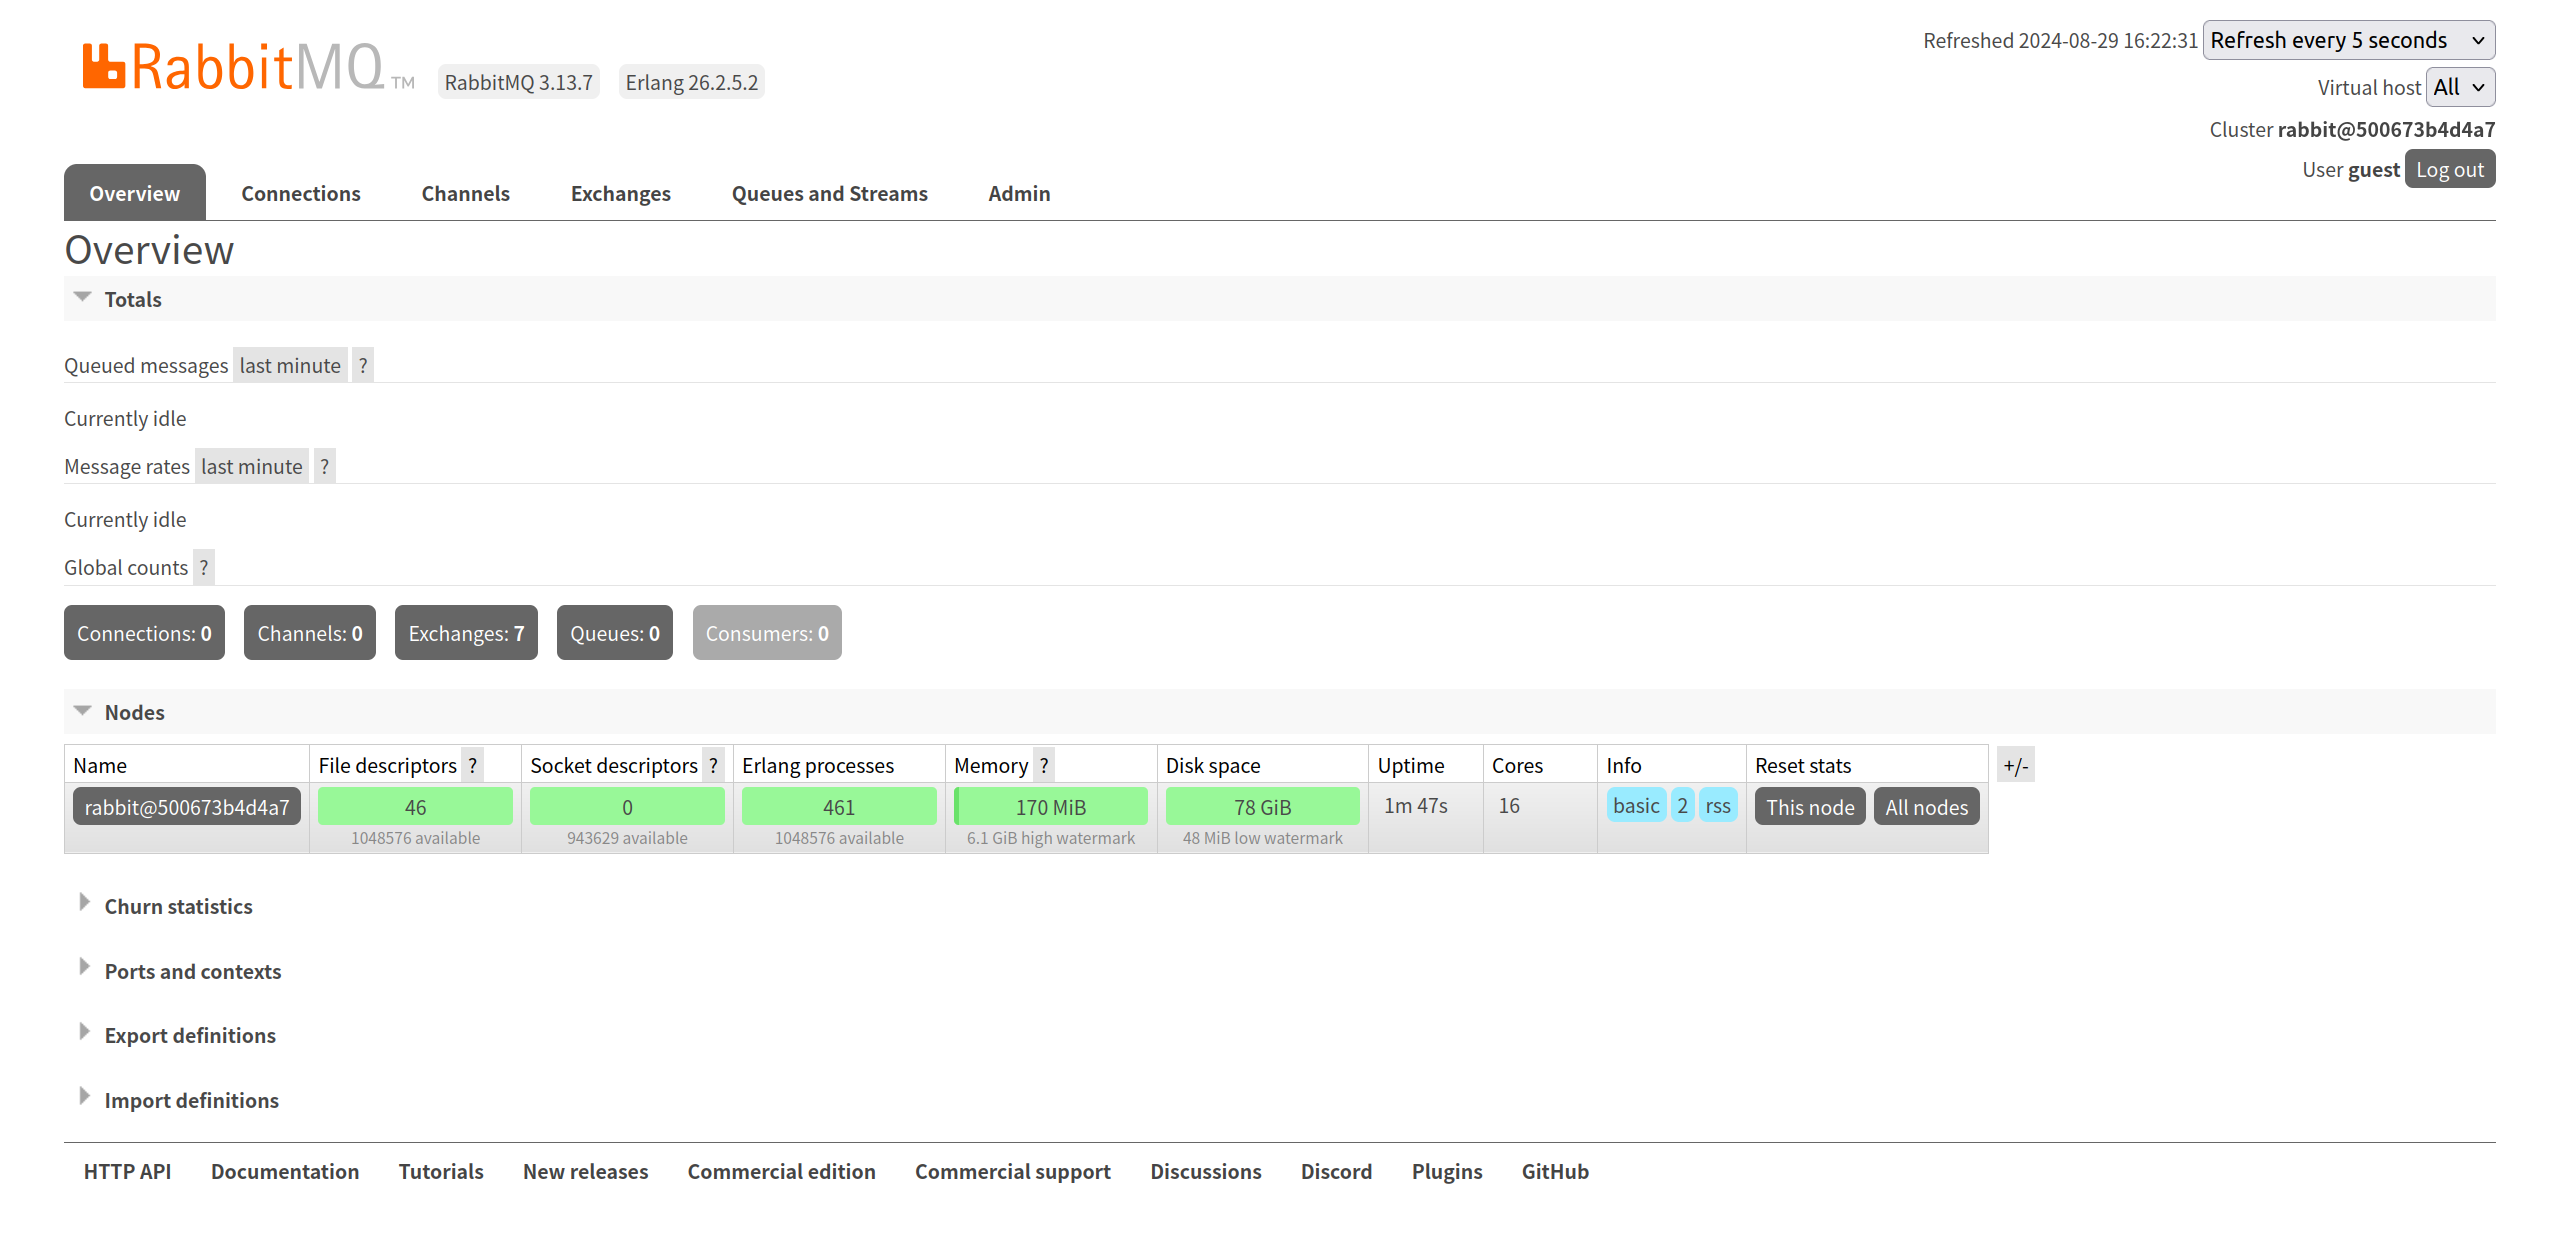 RabbitMQ TM RabbitMQ 3.13.7 Erlang 26.2.5.2
Refreshed 2024-08-29 16:22:31 Refresh every 5 seconds
Virtual host All
Cluster rabbit@500673b4d4a7
User guest Log out
Overview Connections Channels Exchanges Queues and Streams Admin
Overview
Totals
Queued messages last minute ?
Currently idle
Message rates last minute ?
Currently idle
Global counts ?
Connections: 0 Channels: 0 Exchanges: 7 Queues: 0 Consumers: 0
Nodes
Name File descriptors ? Socket descriptors ? Erlang processes Memory ? Disk space Uptime Cores Info Reset stats +/-
rabbit@500673b4d4a7 46 0 461 170 MiB 78 GiB 1m 47s 16 basic 2 rss This node All nodes
1048576 available 943629 available 1048576 available 6.1 GiB high watermark 48 MiB low watermark
Churn statistics
Ports and contexts
Export definitions
Import definitions
HTTP API Documentation Tutorials New releases Commercial edition Commercial support Discussions Discord Plugins GitHub